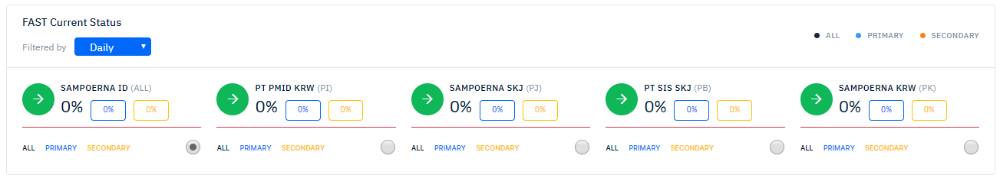 FAST Current Status
Filtered by Daily
ALL PRIMARY SECONDARY
SAMPOERNA ID (ALL)
0% 0% 0%
ALL PRIMARY SECONDARY
PT PMID KRW (PI)
0% 0% 0%
ALL PRIMARY SECONDARY
SAMPOERNA SKJ (PJ)
0% 0% 0%
ALL PRIMARY SECONDARY
PT SIS SKJ (PB)
0% 0% 0%
ALL PRIMARY SECONDARY
SAMPOERNA KRW (PK)
0% 0% 0%
ALL PRIMARY SECONDARY